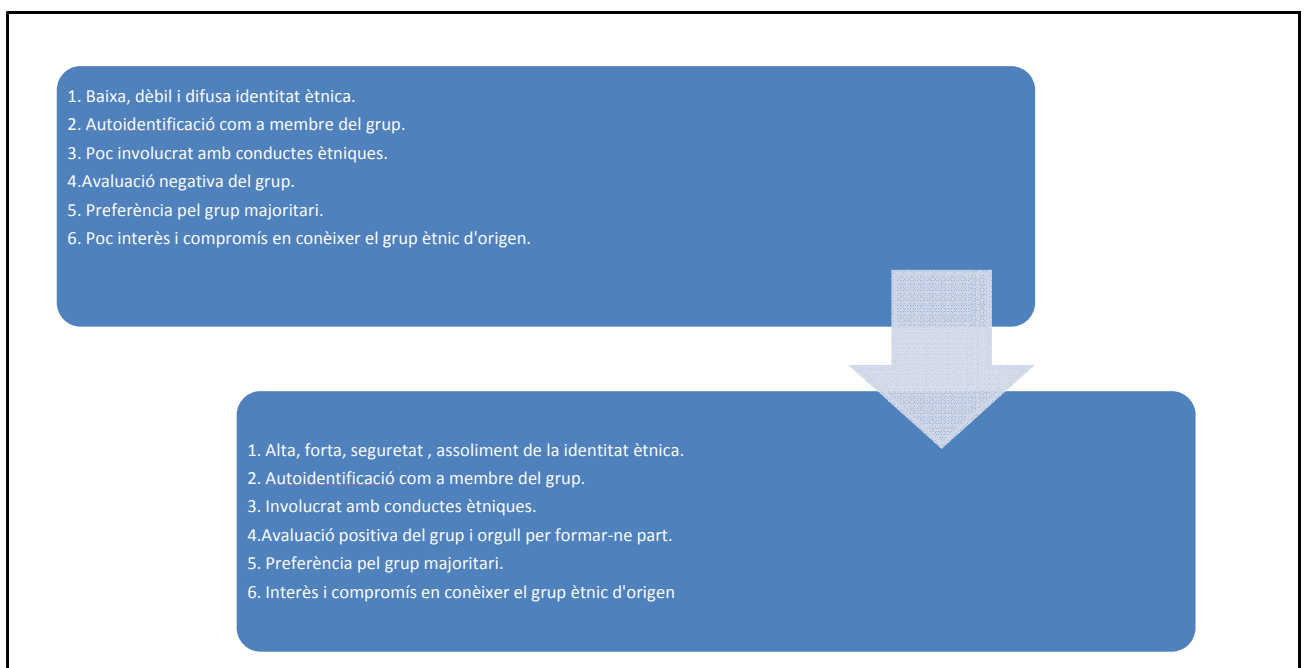 1. Baixa, dèbil i difusa identitat ètnica.
2. Autoidentificació com a membre del grup.
3. Poc involucrat amb conductes ètniques.
4.Avaluació negativa del grup.
5. Preferència pel grup majoritari.
6. Poc interès i compromís en conèixer el grup ètnic d'origen.
1. Alta, forta, seguretat , assoliment de la identitat ètnica.
2. Autoidentificació com a membre del grup.
3. Involucrat amb conductes ètniques.
4.Avaluació positiva del grup i orgull per formar-ne part.
5. Preferència pel grup majoritari.
6. Interès i compromís en conèixer el grup ètnic d'origen